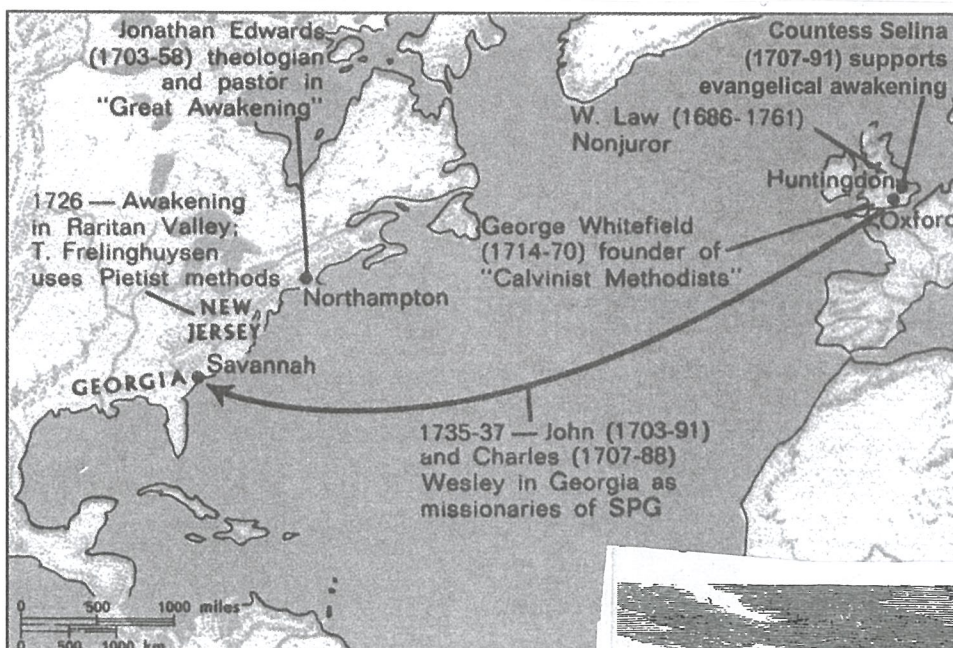 Jonathan Edwards
(1703-58) theologian
and pastor in
"Great Awakening"
Countess Selina
(1707-91) supports
evangelical awakening
W. Law (1686-1761)
Nonjuror
Huntingdon
Oxford
1726 — Awakening
in Raritan Valley;
T. Frelinghuysen
uses Pietist methods
George Whitefield
(1714-70) founder of
"Calvinist Methodists"
Northampton
NEW
JERSEY
Savannah
GEORGIA
1735-37 — John (1703-91)
and Charles (1707-88)
Wesley in Georgia as
missionaries of SPG
0 500 1000 miles
0 500 1000 km